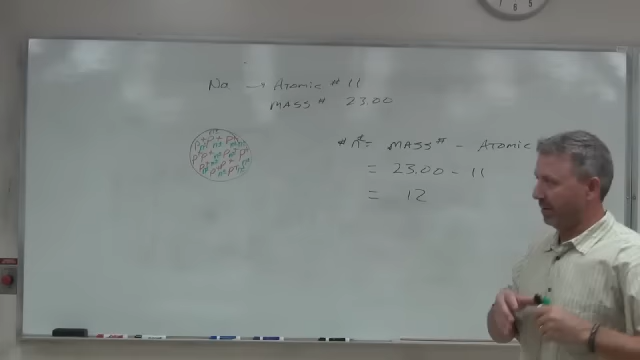 Na → Atomic # 11
MASS # 23.00
# n° = MASS # - ATOMIC
= 23.00 - 11
= 12